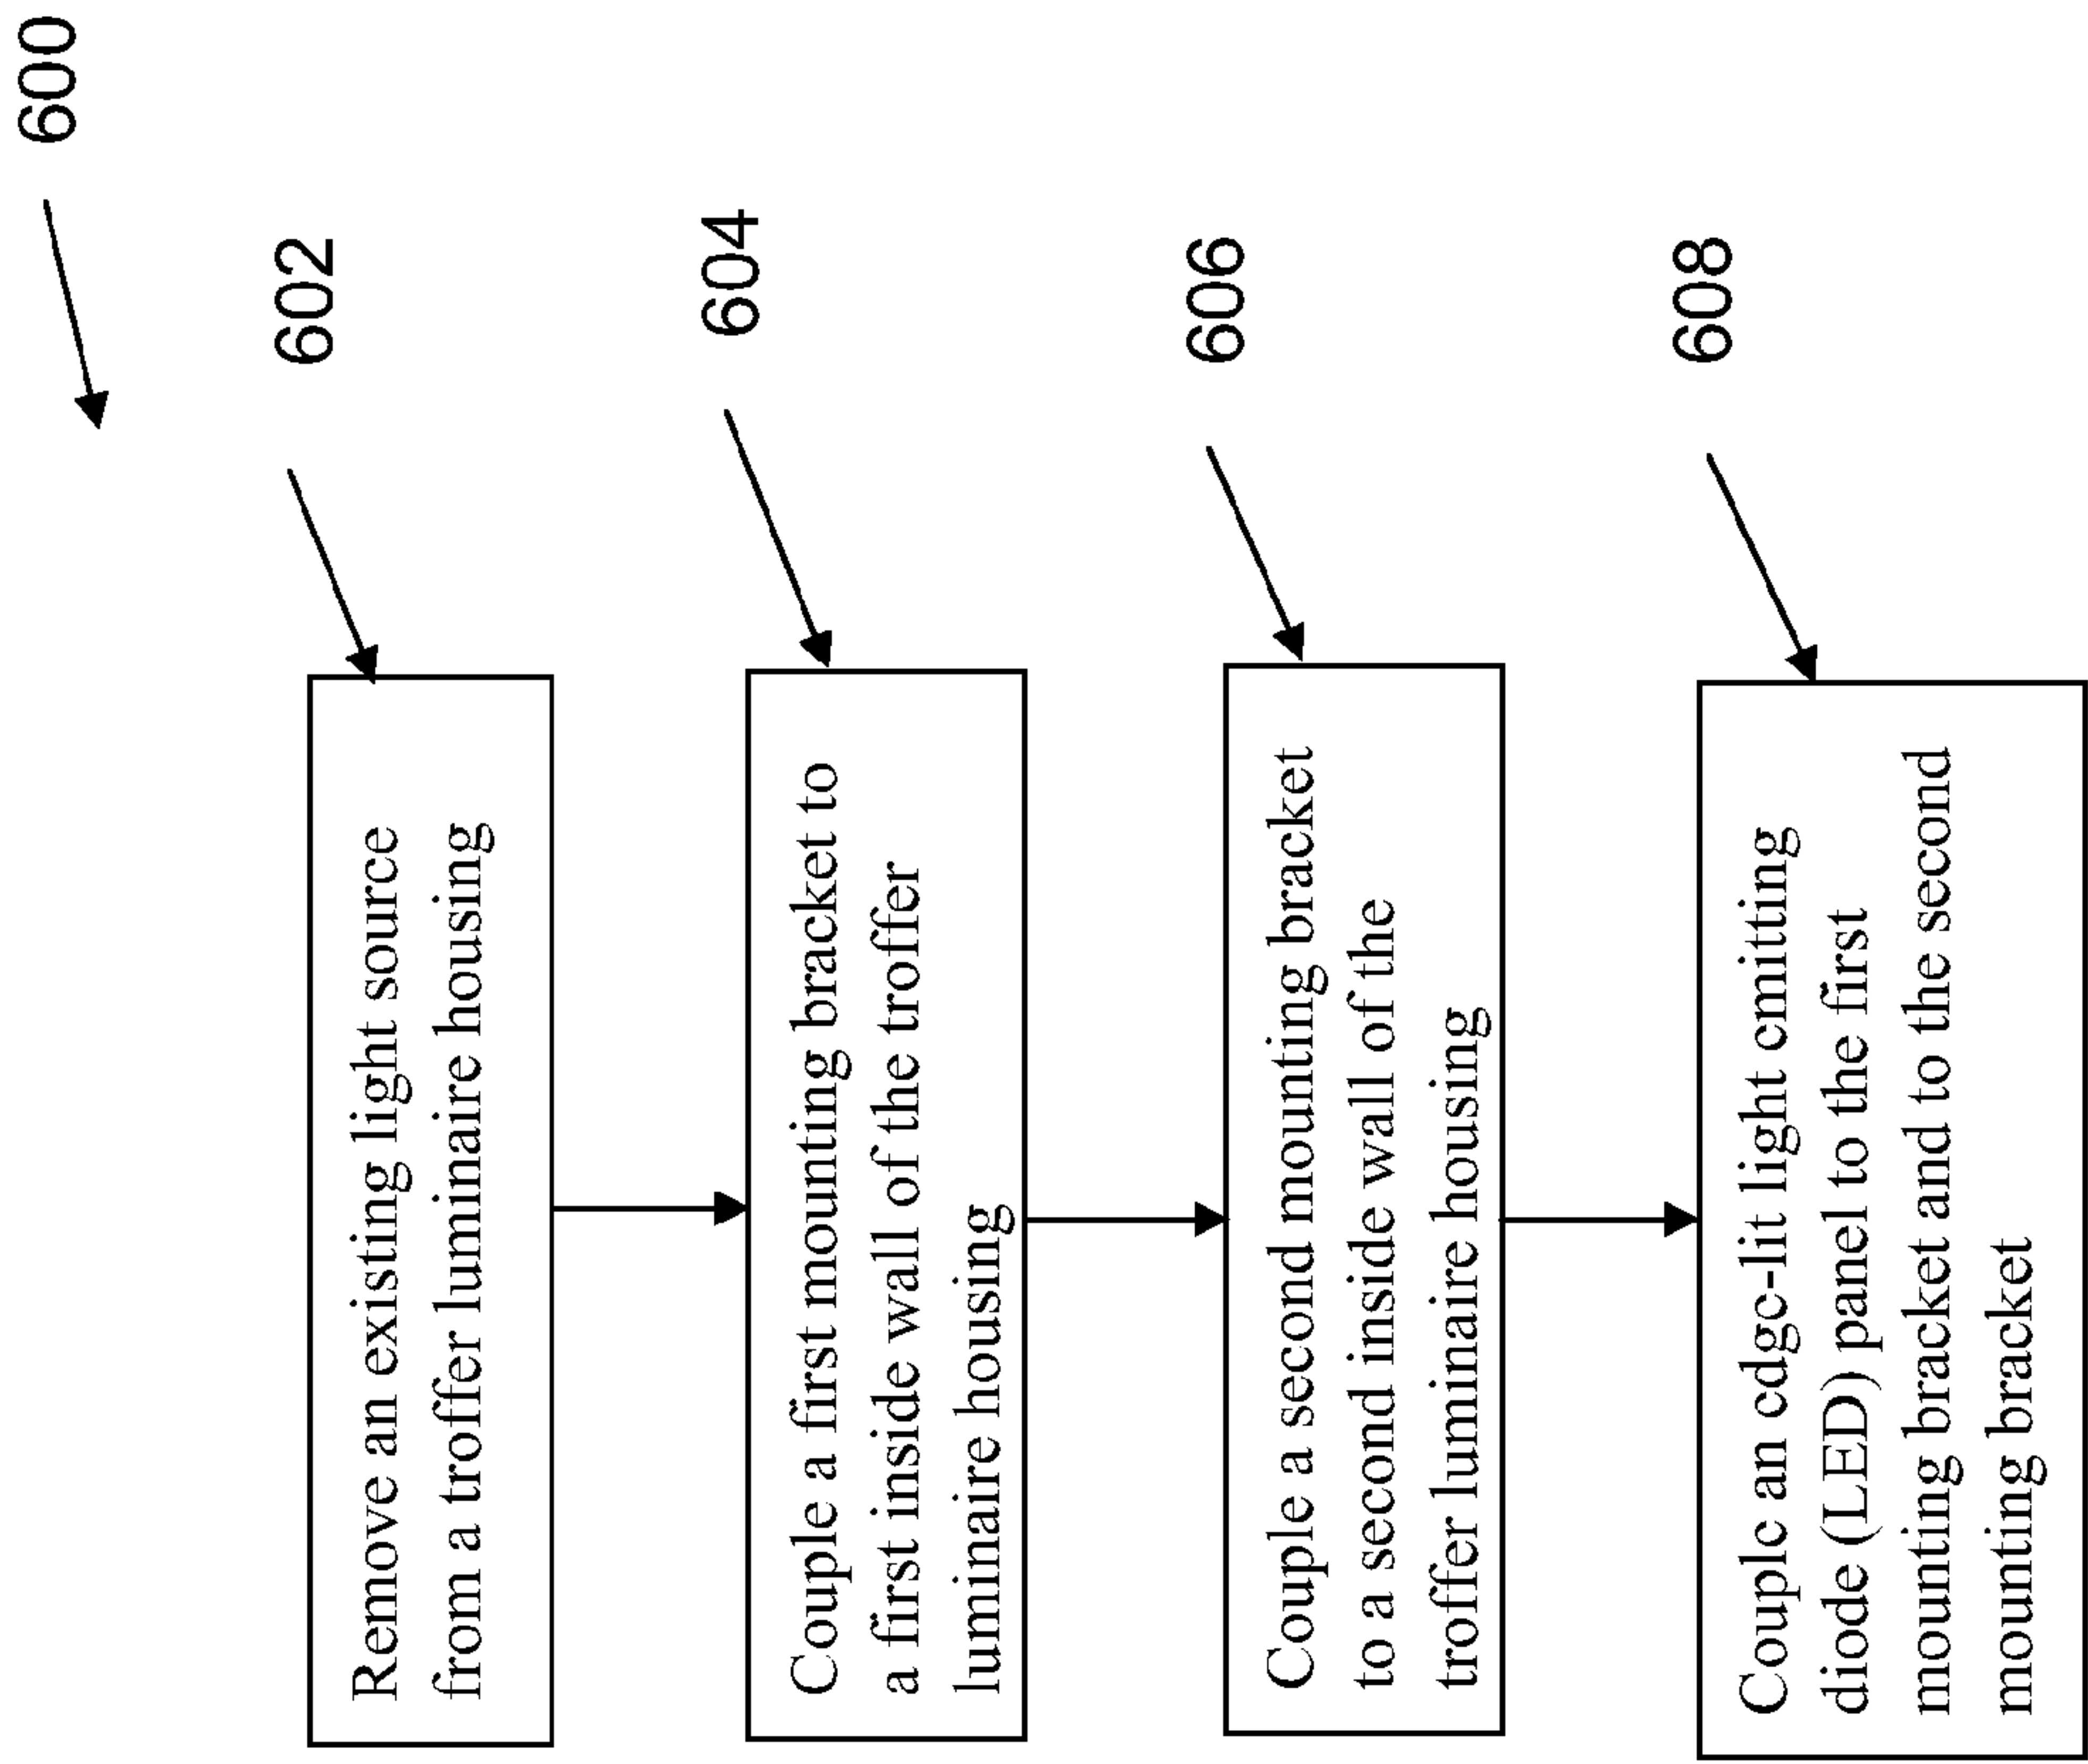 600
602
Remove an existing light source
from a troffer luminaire housing
604
Couple a first mounting bracket to
a first inside wall of the troffer
luminaire housing
606
Couple a second mounting bracket
to a second inside wall of the
troffer luminaire housing
608
Couple an edge-lit light emitting
diode (LED) panel to the first
mounting bracket and to the second
mounting bracket